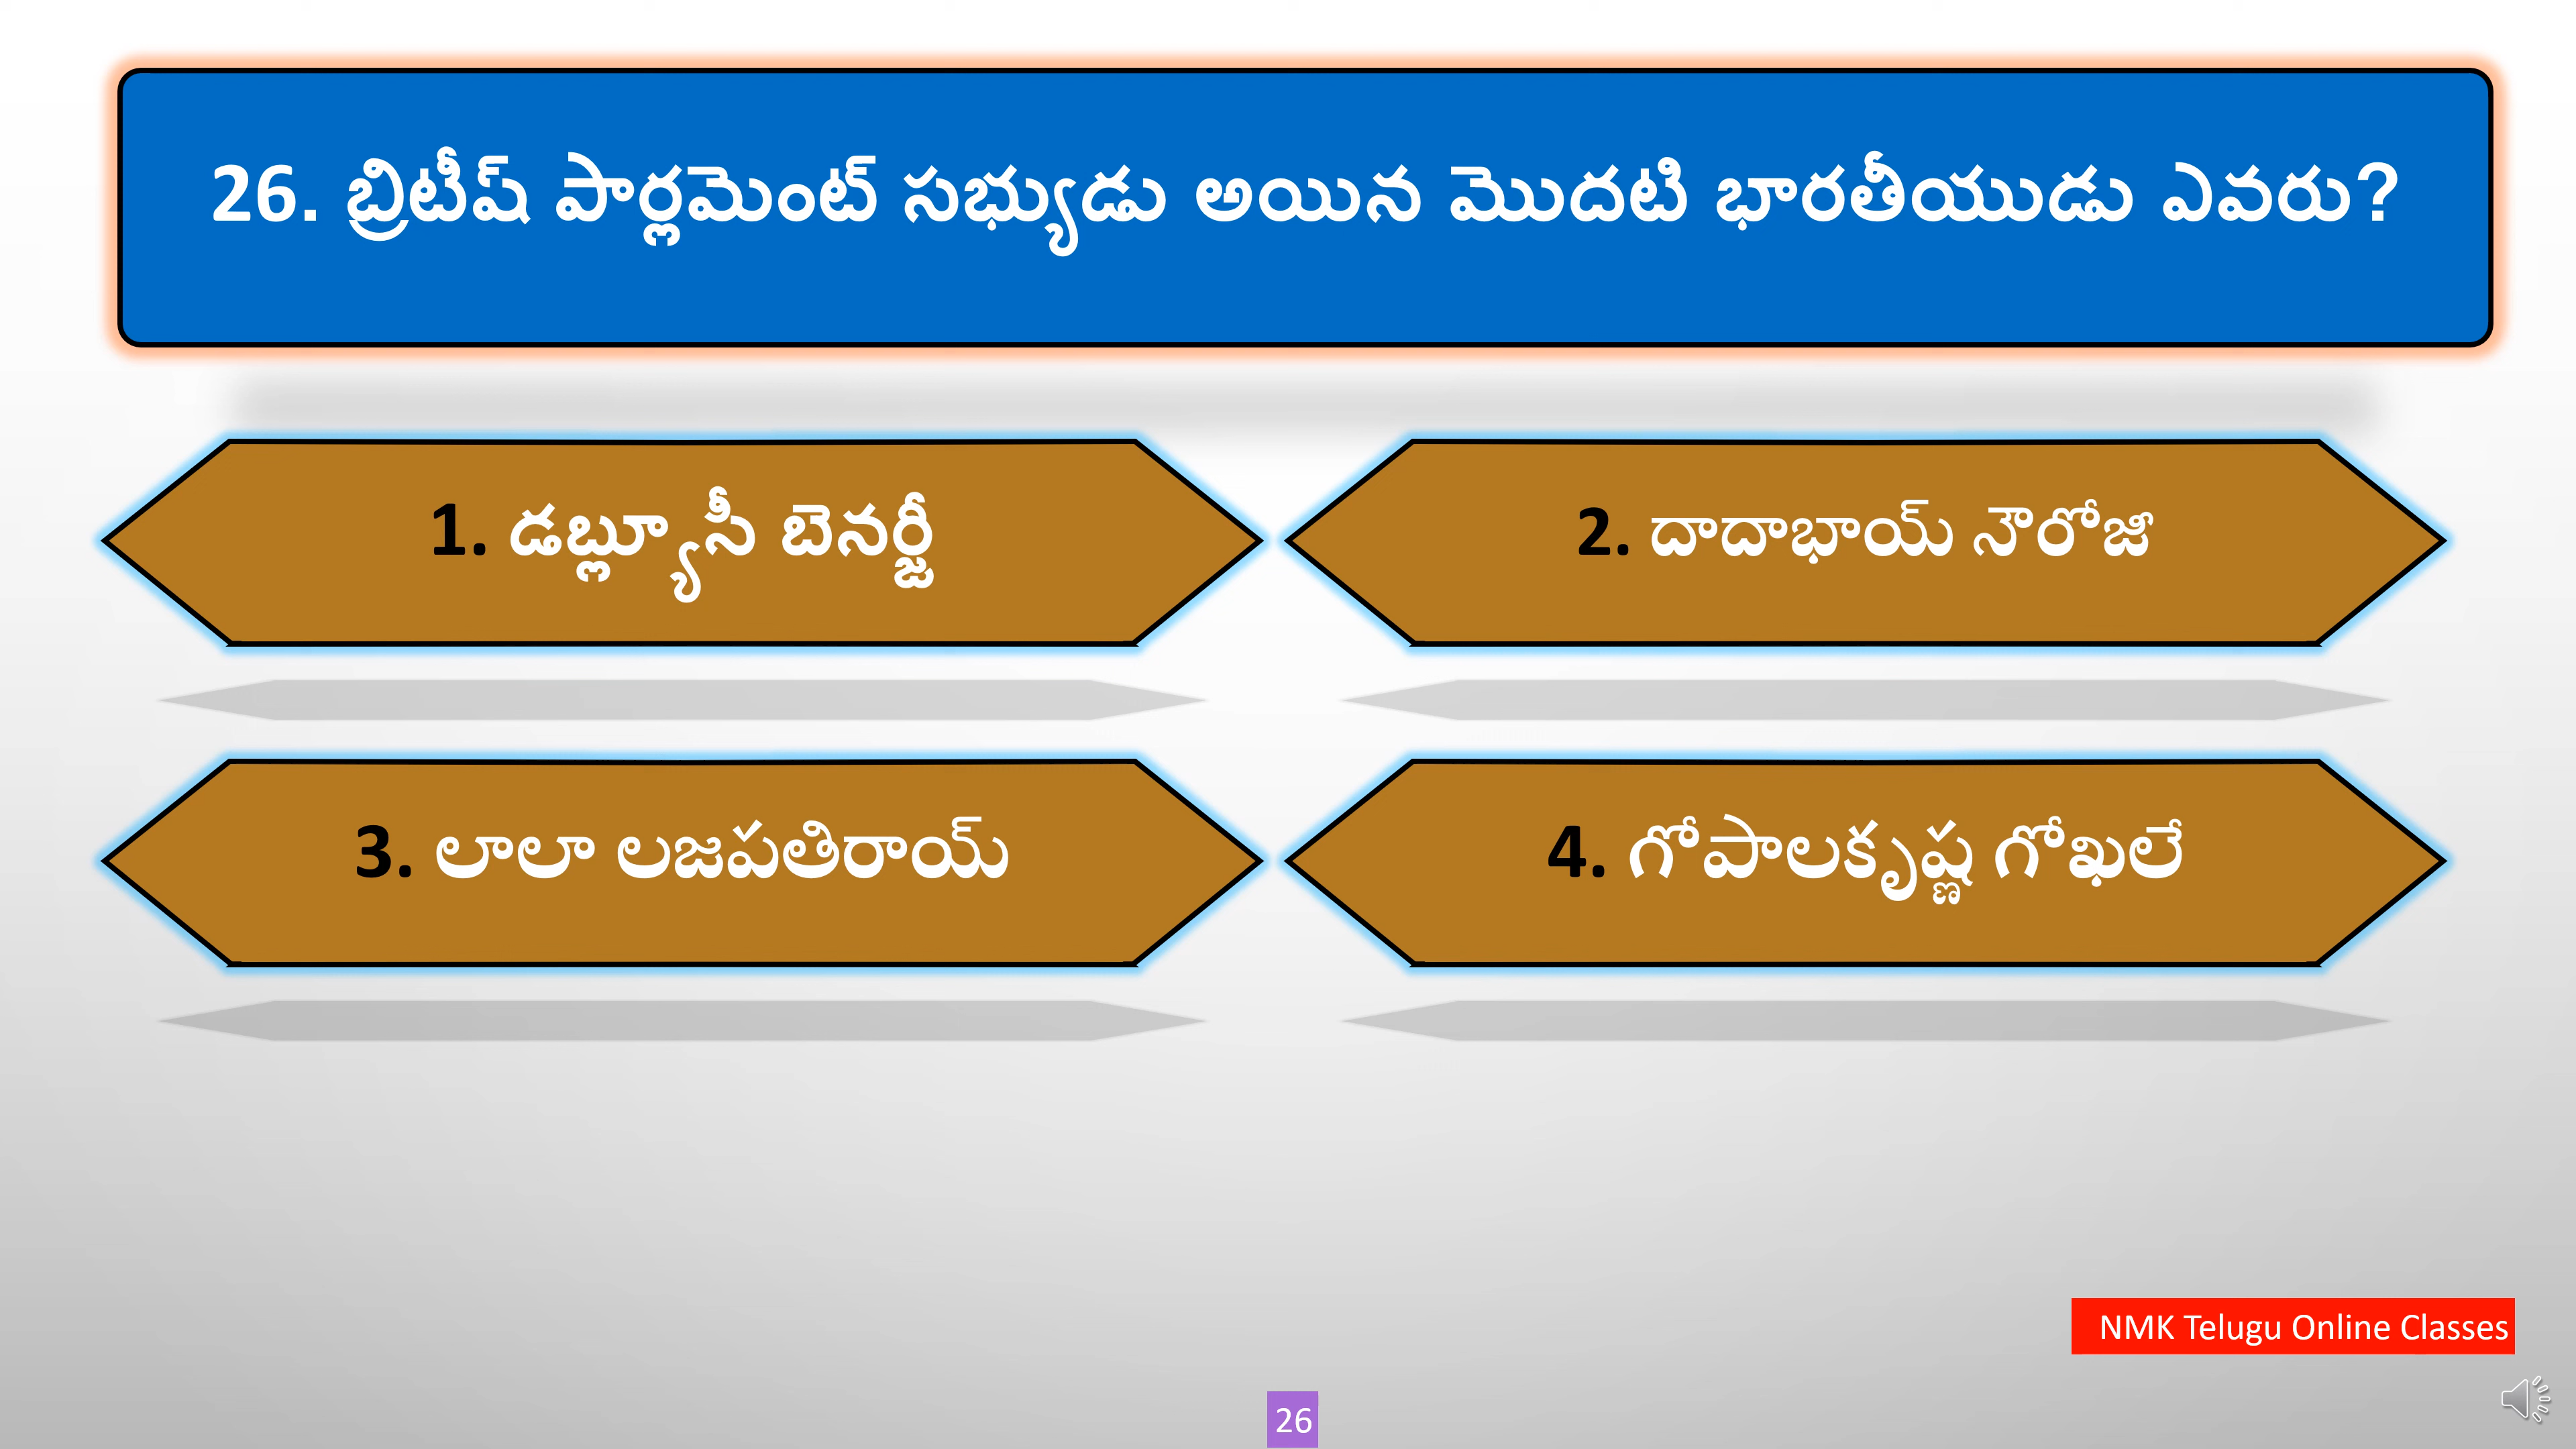 26. బ్రిటీష్ పార్లమెంట్ సభ్యుడు అయిన మొదటి భారతీయుడు ఎవరు?
1. డబ్ల్యూసీ బెనర్జీ
2. దాదాభాయ్ నౌరోజీ
3. లాలా లజపతిరాయ్
4. గోపాలకృష్ణ గోఖలే
NMK Telugu Online Classes
26